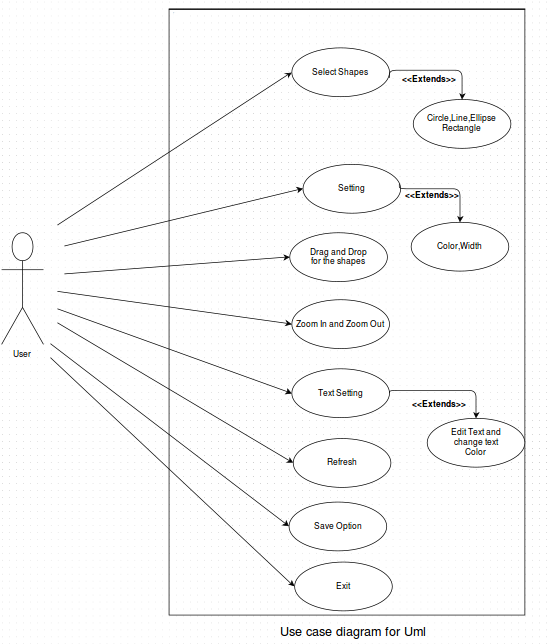 Select Shapes
<<Extends>>
Circle,Line,Ellipse
Rectangle
Setting
<<Extends>>
Color,Width
Drag and Drop
for the shapes
Zoom In and Zoom Out
User
Text Setting
<<Extends>>
Edit Text and
change text
Color
Refresh
Save Option
Exit
Use case diagram for Uml